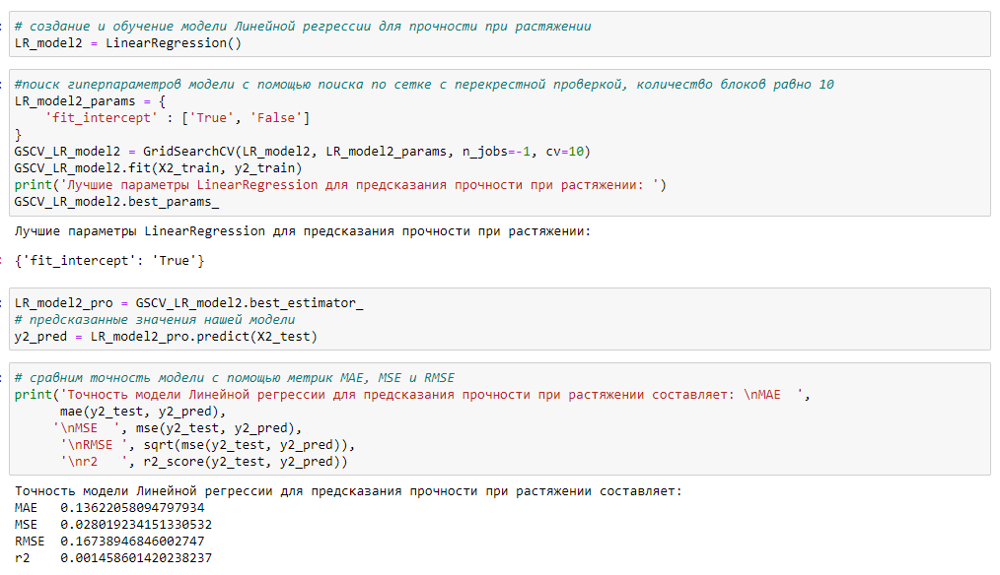 # создание и обучение модели Линейной регрессии для прочности при растяжении
LR_model2 = LinearRegression()
#поиск гиперпараметров модели с помощью поиска по сетке с перекрестной проверкой, количество блоков равно 10
LR_model2_params = {
    'fit_intercept' : ['True', 'False']
}
GSCV_LR_model2 = GridSearchCV(LR_model2, LR_model2_params, n_jobs=-1, cv=10)
GSCV_LR_model2.fit(X2_train, y2_train)
print('Лучшие параметры LinearRegression для предсказания прочности при растяжении: ')
GSCV_LR_model2.best_params_
Лучшие параметры LinearRegression для предсказания прочности при растяжении:
{'fit_intercept': 'True'}
LR_model2_pro = GSCV_LR_model2.best_estimator_
# предсказанные значения нашей модели
y2_pred = LR_model2_pro.predict(X2_test)
# сравним точность модели с помощью метрик MAE, MSE и RMSE
print('Точность модели Линейной регрессии для предсказания прочности при растяжении составляет: \nMAE  ',
      mae(y2_test, y2_pred),
     '\nMSE  ', mse(y2_test, y2_pred),
      '\nRMSE ', sqrt(mse(y2_test, y2_pred)),
      '\nr2   ', r2_score(y2_test, y2_pred))
Точность модели Линейной регрессии для предсказания прочности при растяжении составляет:
MAE   0.13622058094797934
MSE   0.028019234151330532
RMSE  0.16738946846002747
r2    0.001458601420238237